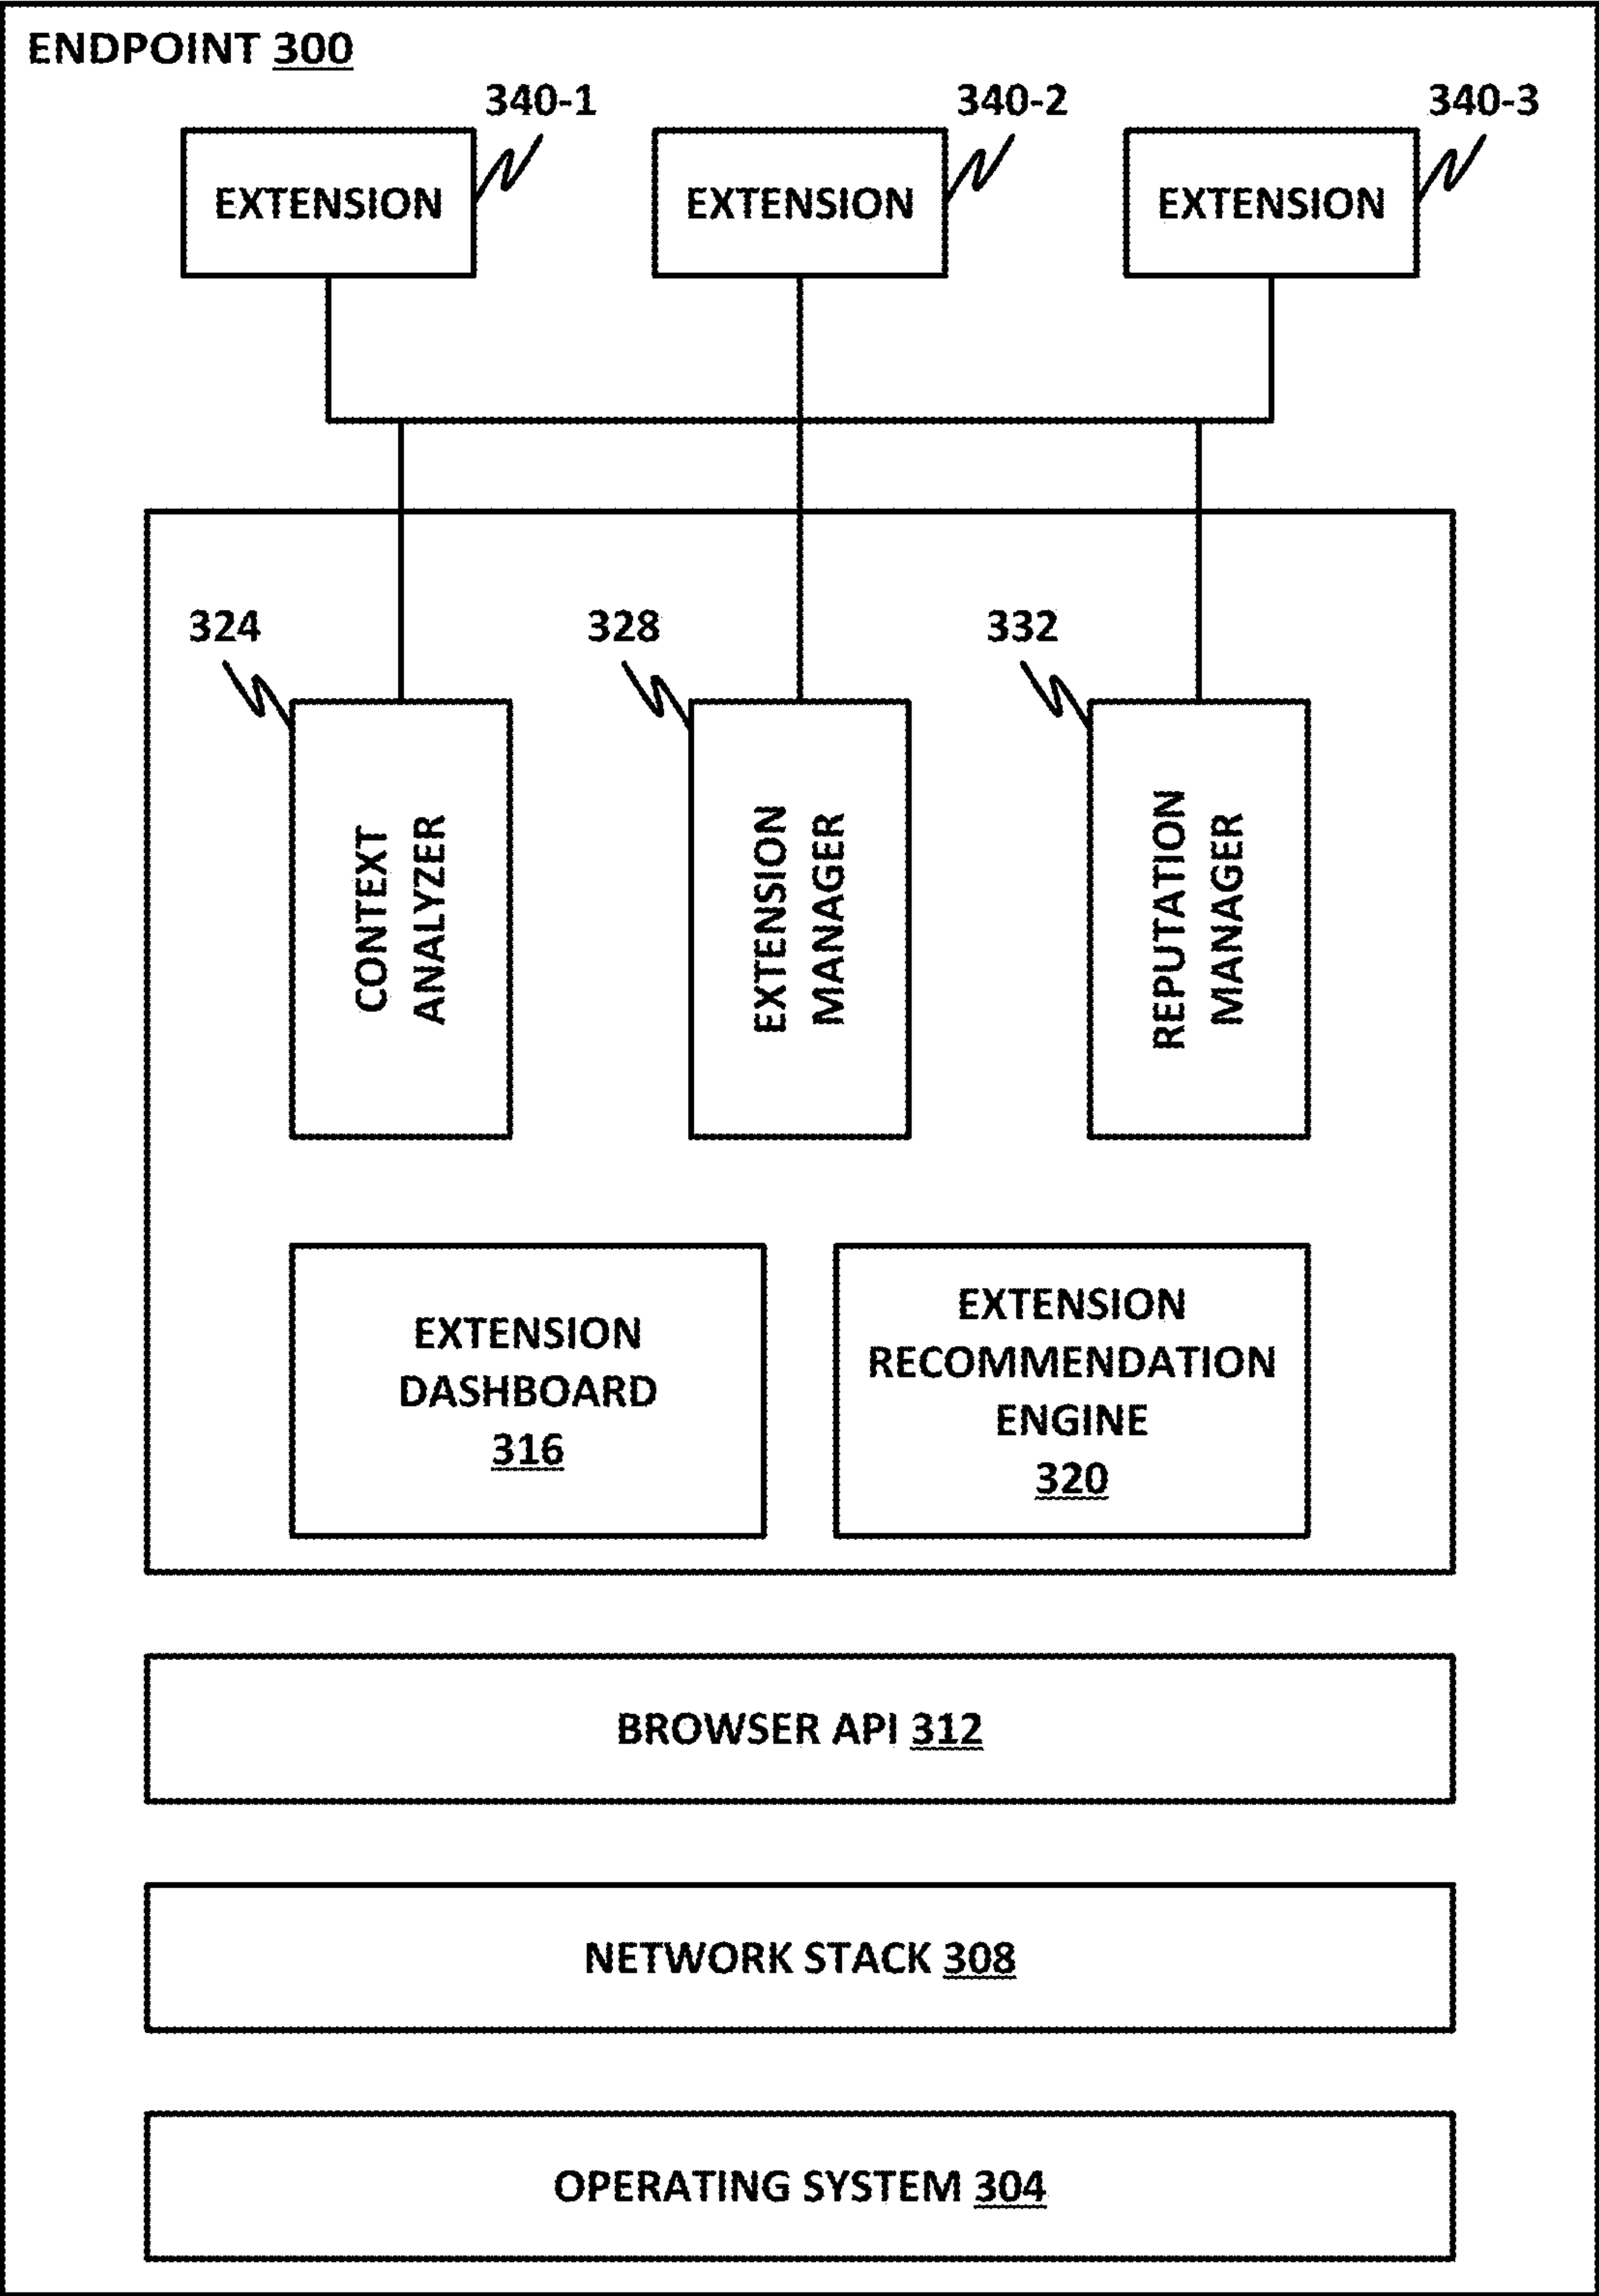 ENDPOINT 300
340-1
340-2
340-3
EXTENSION
EXTENSION
EXTENSION
324
328
332
CONTEXT
ANALYZER
EXTENSION
MANAGER
REPUTATION
MANAGER
EXTENSION
DASHBOARD
316
EXTENSION
RECOMMENDATION
ENGINE
320
BROWSER API 312
NETWORK STACK 308
OPERATING SYSTEM 304